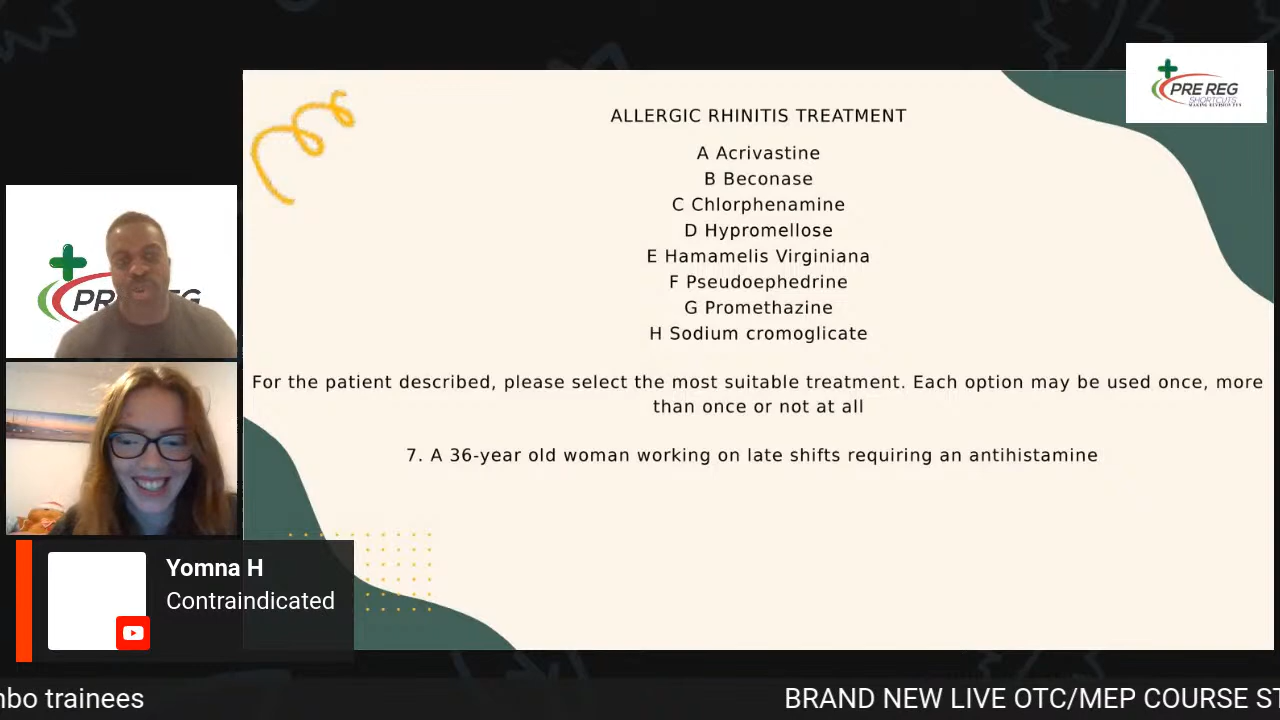 PRE REG
SHORTCUTS
ALLERGIC RHINITIS TREATMENT
A Acrivastine
B Beconase
C Chlorphenamine
D Hypromellose
E Hamamelis Virginiana
F Pseudoephedrine
G Promethazine
H Sodium cromoglicate
For the patient described, please select the most suitable treatment. Each option may be used once, more
than once or not at all
7. A 36-year old woman working on late shifts requiring an antihistamine
Yomna H
Contraindicated
nbo trainees
BRAND NEW LIVE OTC/MEP COURSE ST